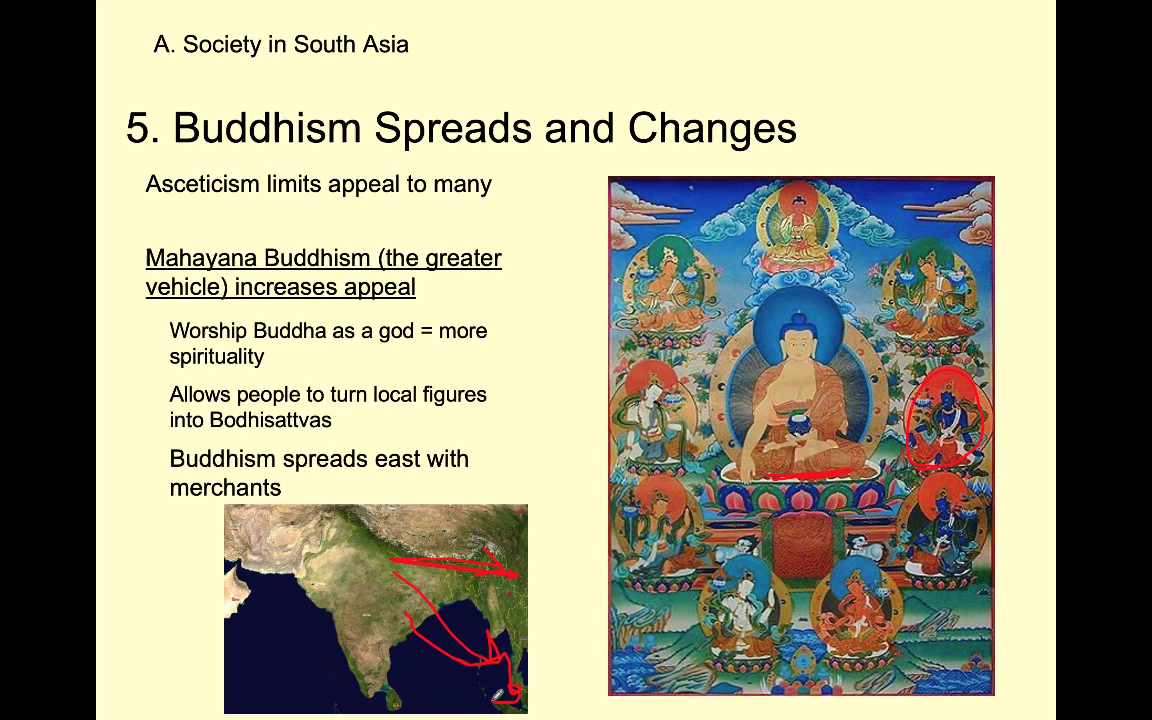 A. Society in South Asia
5. Buddhism Spreads and Changes
Asceticism limits appeal to many
Mahayana Buddhism (the greater
vehicle) increases appeal
Worship Buddha as a god = more
spirituality
Allows people to turn local figures
into Bodhisattvas
Buddhism spreads east with
merchants